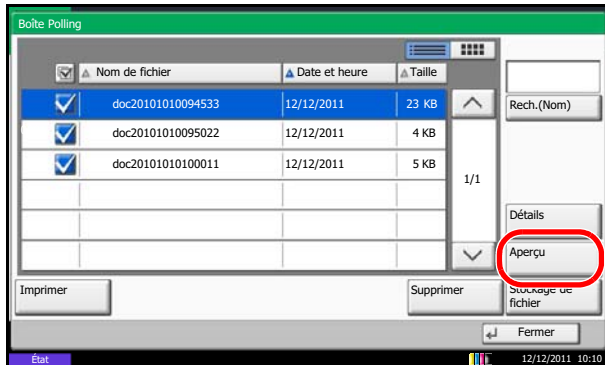 Boîte Polling
Nom de fichier Date et heure Taille
doc20101010094533 12/12/2011 23 KB
Rech.(Nom)
doc20101010095022 12/12/2011 4 KB
doc20101010100011 12/12/2011 5 KB
1/1
Détails
Aperçu
Imprimer Supprimer Stockage de
fichier
Fermer
État 12/12/2011 10:10